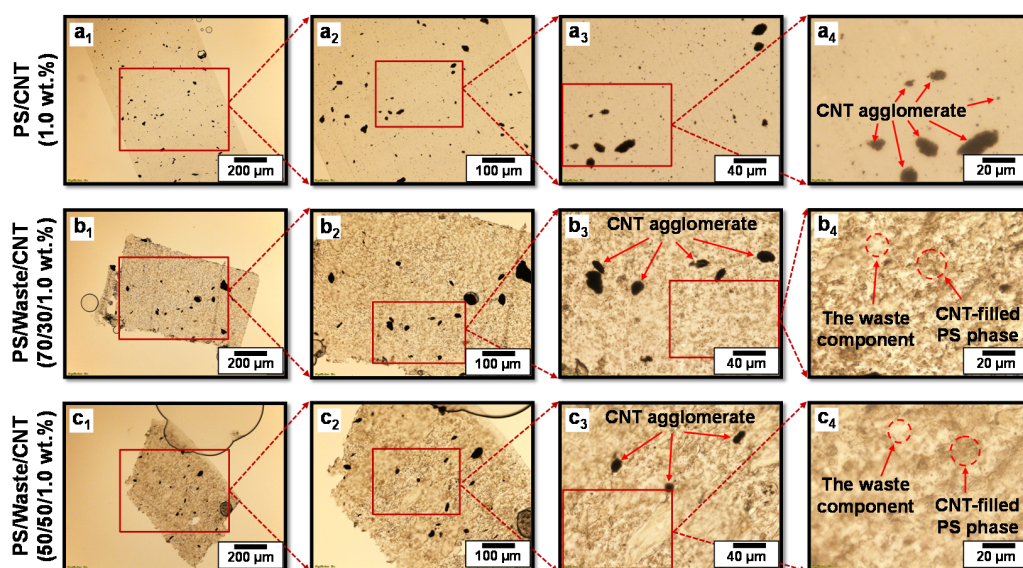 PS/CNT
(1.0 wt.%)
a1
200 µm
a2
100 µm
a3
40 µm
a4
CNT agglomerate
20 µm
PS/Waste/CNT
(70/30/1.0 wt.%)
b1
200 µm
b2
100 µm
b3
CNT agglomerate
40 µm
b4
The waste
component
CNT-filled
PS phase
20 µm
PS/Waste/CNT
(50/50/1.0 wt.%)
c1
200 µm
c2
100 µm
c3
CNT agglomerate
40 µm
c4
The waste
component
CNT-filled
PS phase
20 µm